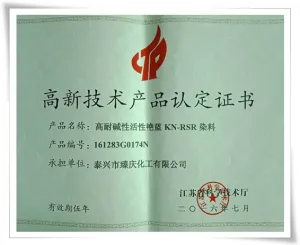 高新技术产品认定证书
产品名称：高耐碱性活性艳蓝 KN-RSR 染料
产品编号：161283G0174N
承担单位：泰兴市臻庆化工有限公司
江苏省科学技术厅
有效期伍年
二〇一六年七月